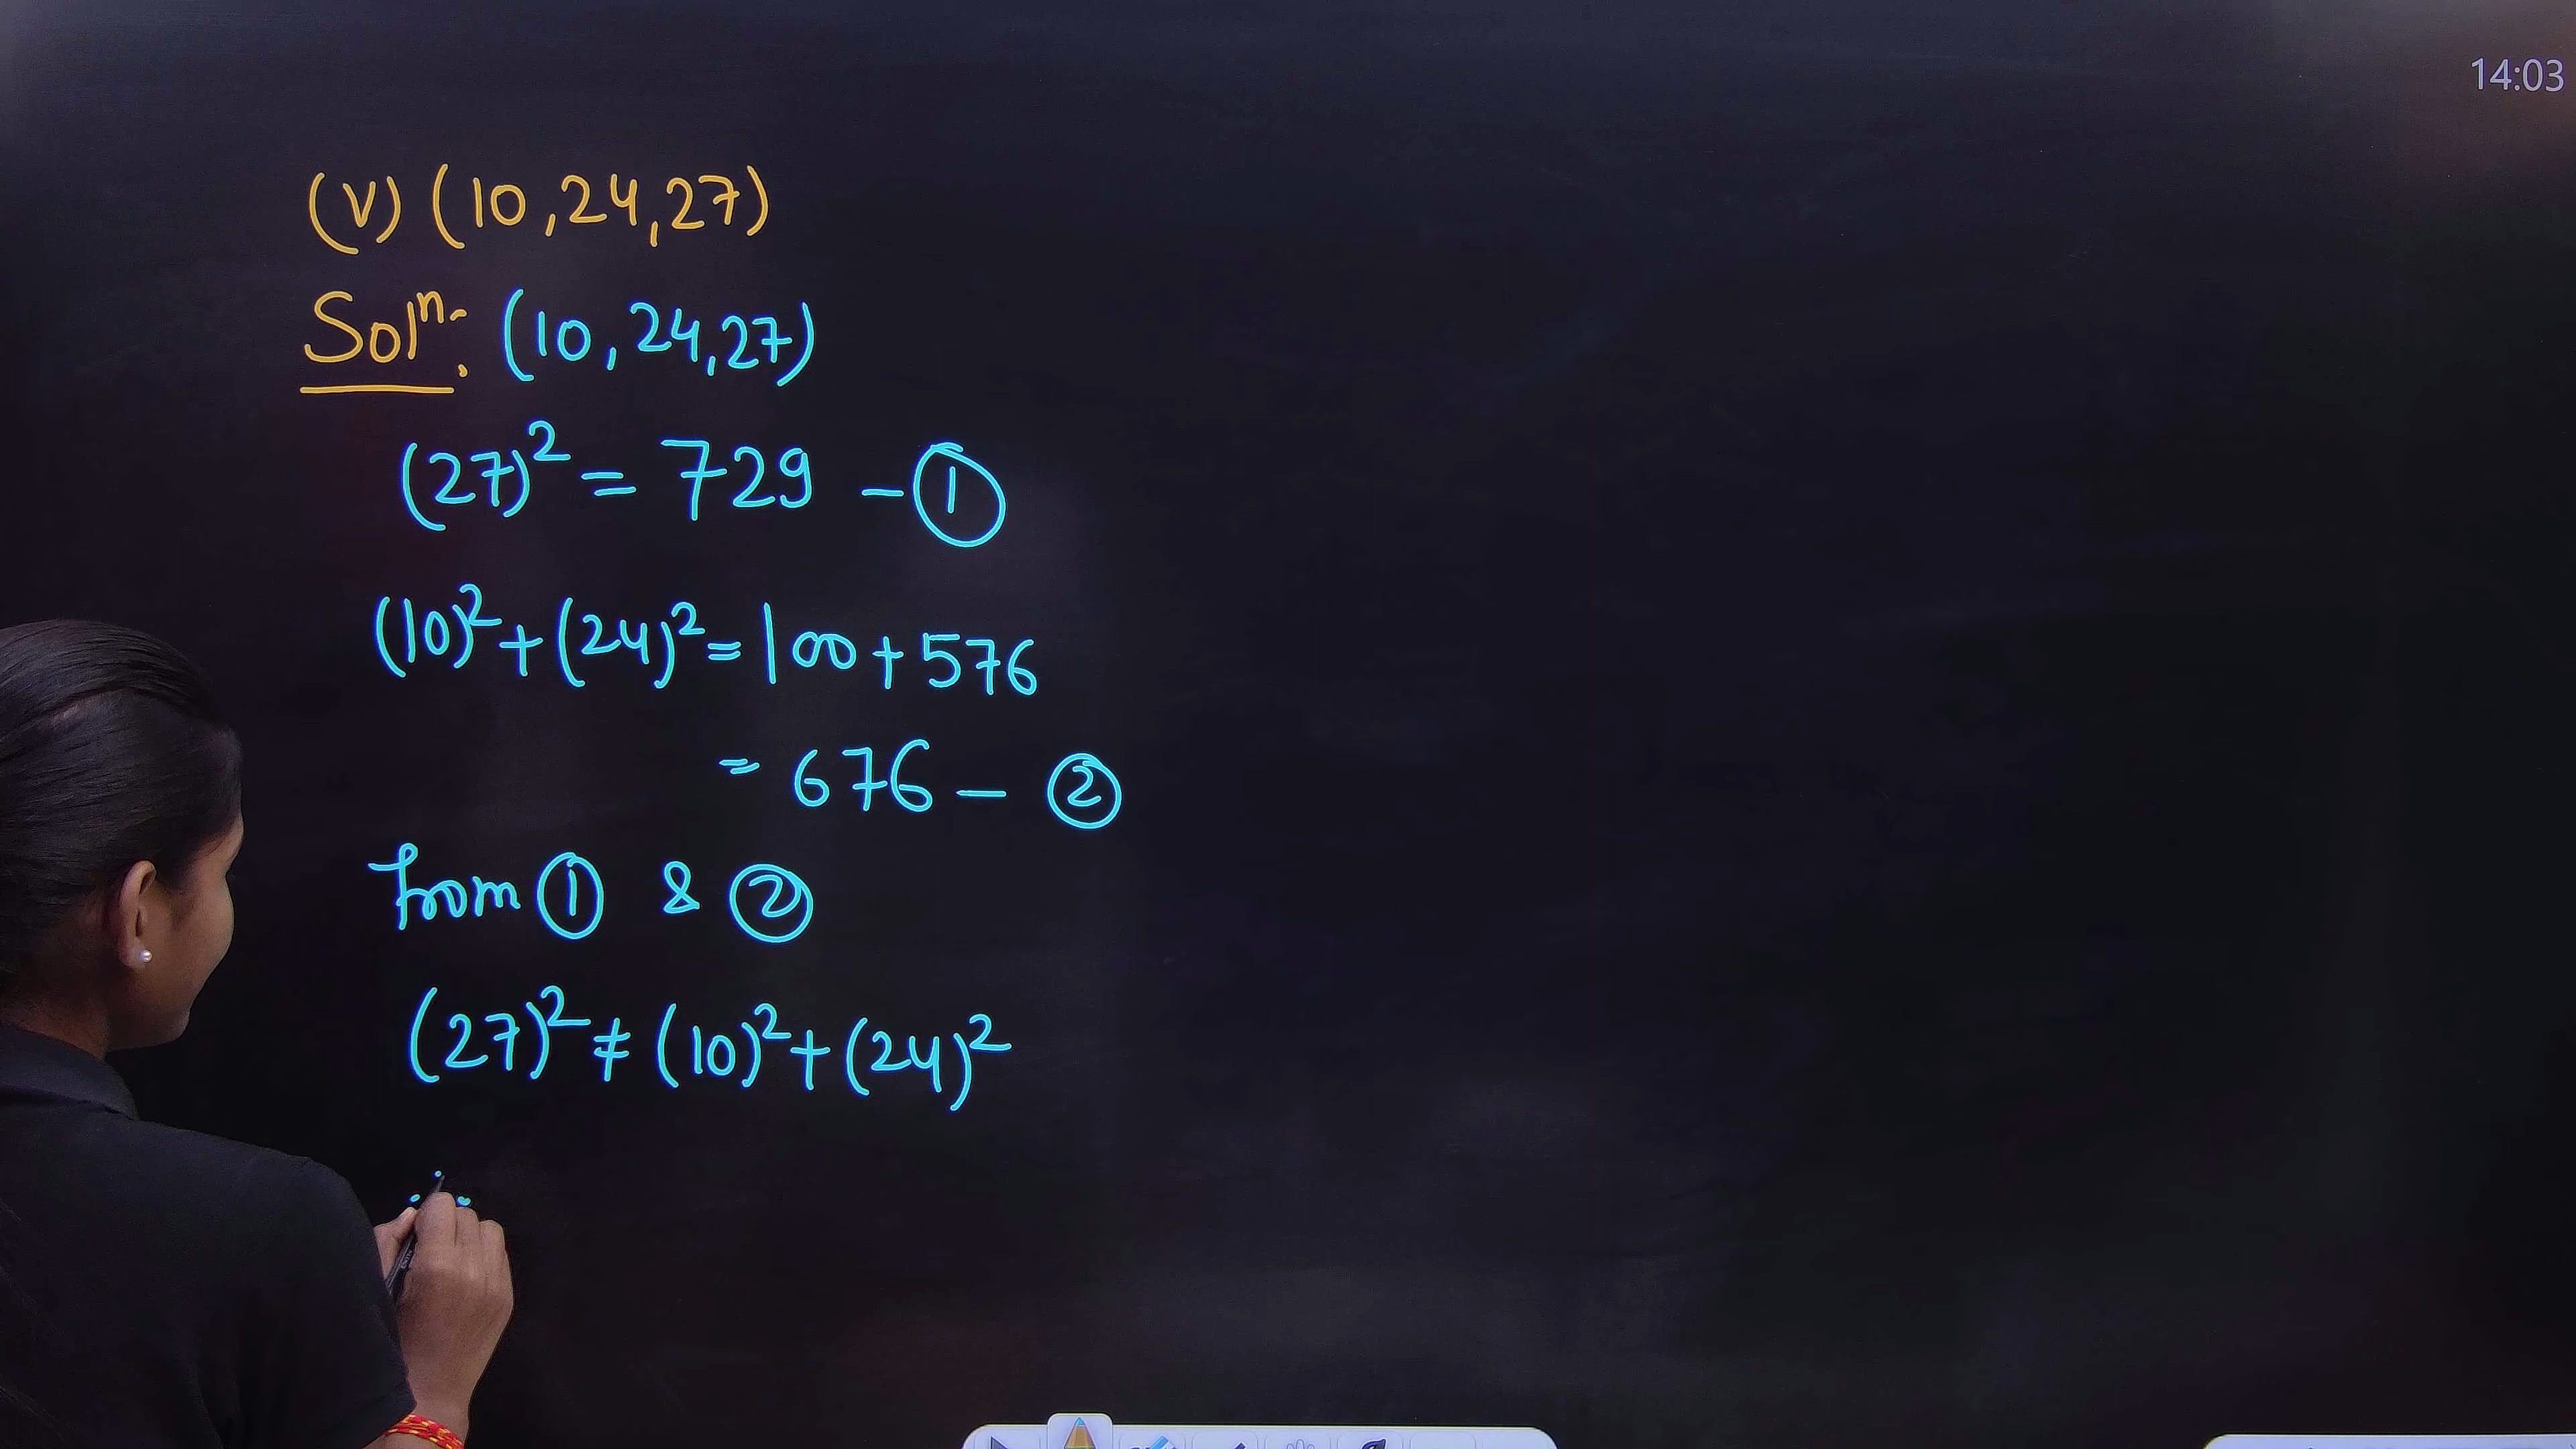 14:03
(V) (10,24,27)
Solⁿ: (10,24,27)
(27)² = 729 - ①
(10)² + (24)² = 100 + 576
= 676 - ②
from ① & ②
(27)² ≠ (10)² + (24)²
∴